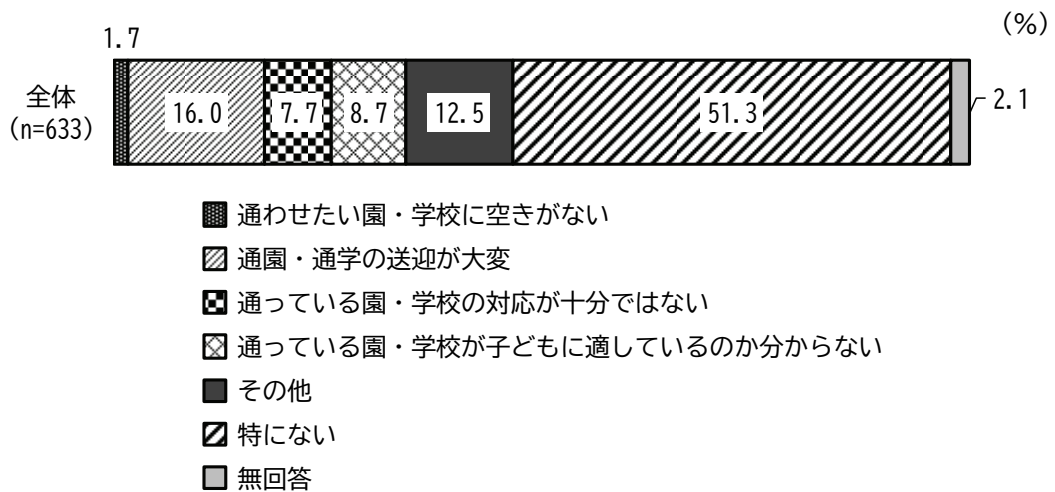 (%)
1.7
全体
(n=633)
16.0 7.7 8.7 12.5 51.3 2.1
通わせたい園・学校に空きがない
通園・通学の送迎が大変
通っている園・学校の対応が十分ではない
通っている園・学校が子どもに適しているのか分からない
その他
特にない
無回答